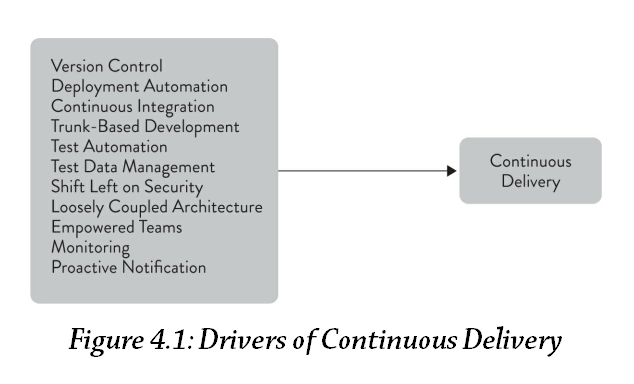 Version Control
Deployment Automation
Continuous Integration
Trunk-Based Development
Test Automation
Test Data Management
Shift Left on Security
Loosely Coupled Architecture
Empowered Teams
Monitoring
Proactive Notification
Continuous
Delivery
Figure 4.1: Drivers of Continuous Delivery